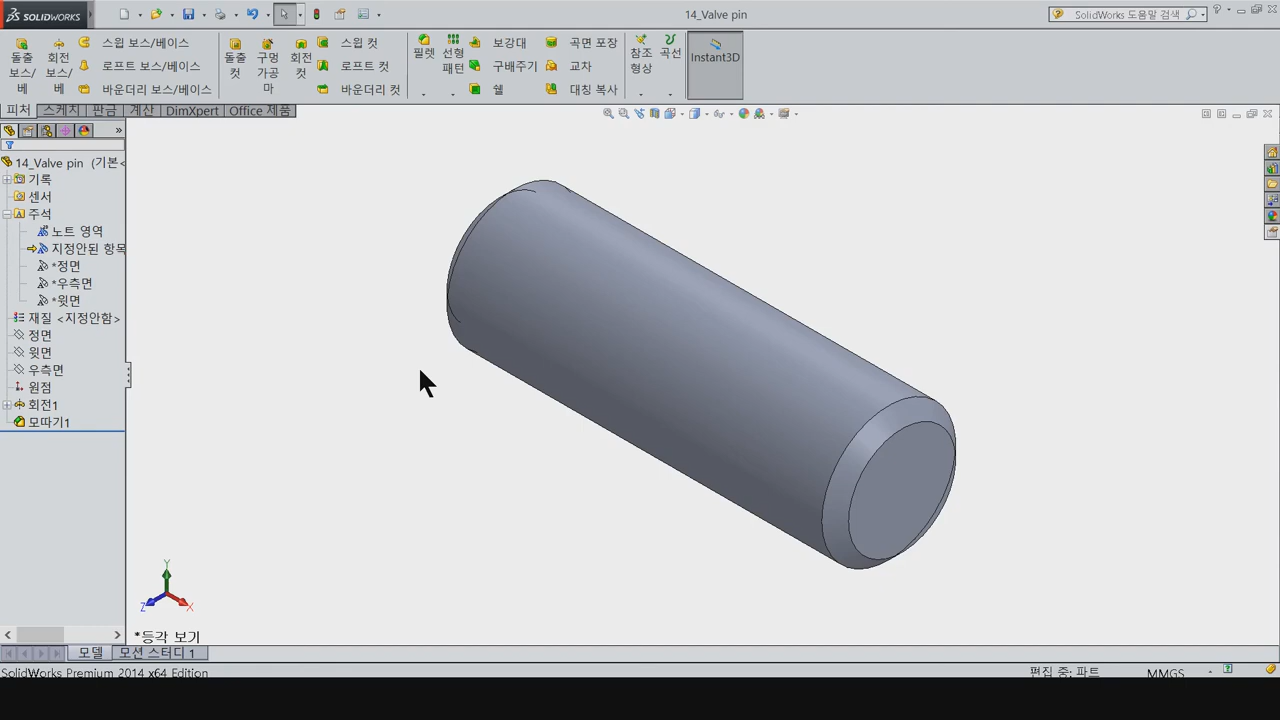 SOLIDWORKS
14_Valve pin
SolidWorks 도움말 검색
돌출 보스/베
회전 보스/베
스윕 보스/베이스
로프트 보스/베이스
바운더리 보스/베이스
돌출 컷
구멍 가공 마
회전 컷
스윕 컷
로프트 컷
바운더리 컷
필렛
선형 패턴
보강대
구배주기
쉘
곡면 포장
교차
대칭 복사
참조 형상
곡선
Instant3D
피처
스케치
판금
계산
DimXpert
Office 제품
14_Valve pin (기본<
기록
센서
주석
노트 영역
지정안된 항목
*정면
*우측면
*윗면
재질 <지정안함>
정면
윗면
우측면
원점
회전1
모따기1
Y
Z
X
*등각 보기
모델
모션 스터디 1
SolidWorks Premium 2014 x64 Edition
편집 중: 파트
MMGS